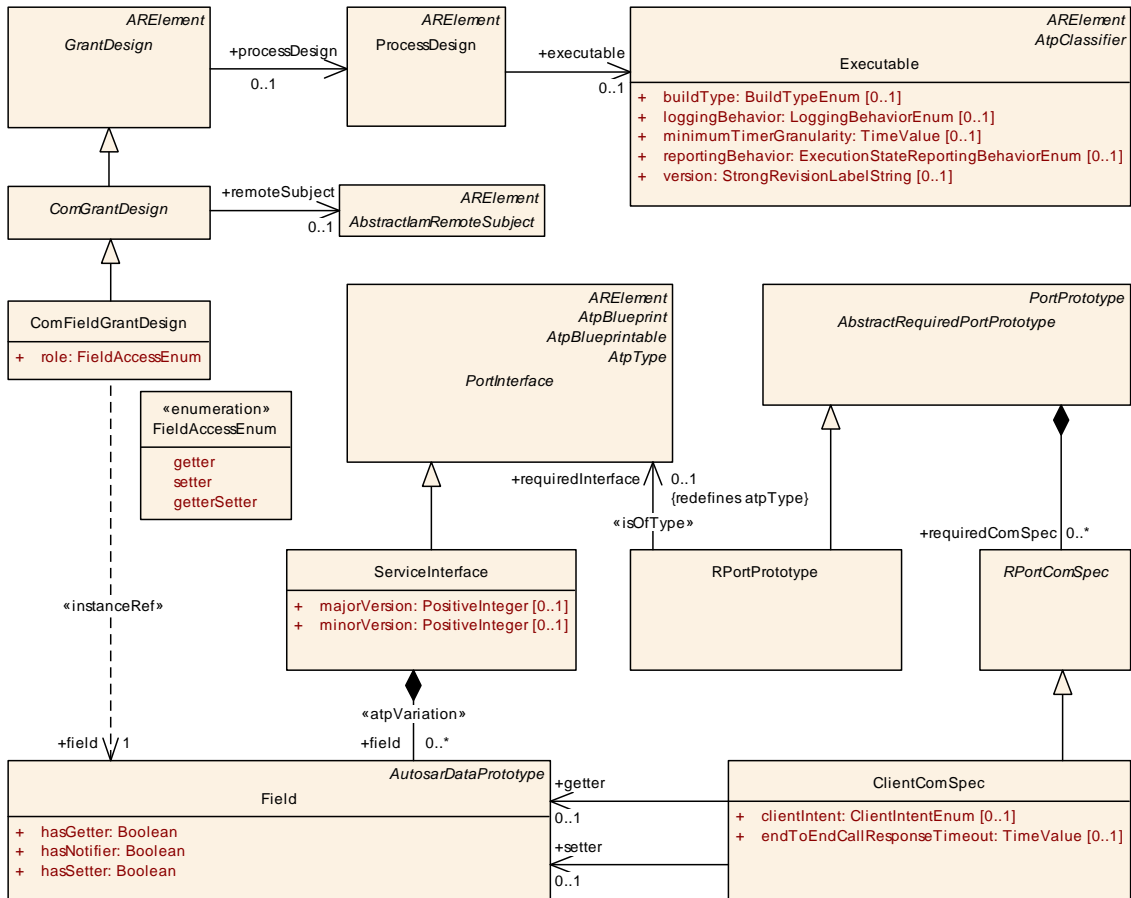 ARElement
GrantDesign
+processDesign
0..1
ARElement
ProcessDesign
+executable
0..1
ARElement
AtpClassifier
Executable
+ buildType: BuildTypeEnum [0..1]
+ loggingBehavior: LoggingBehaviorEnum [0..1]
+ minimumTimerGranularity: TimeValue [0..1]
+ reportingBehavior: ExecutionStateReportingBehaviorEnum [0..1]
+ version: StrongRevisionLabelString [0..1]
ComGrantDesign
+remoteSubject
0..1
ARElement
AbstractIamRemoteSubject
ComFieldGrantDesign
+ role: FieldAccessEnum
«enumeration»
FieldAccessEnum
getter
setter
getterSetter
ARElement
AtpBlueprint
AtpBlueprintable
AtpType
PortInterface
PortPrototype
AbstractRequiredPortPrototype
+requiredInterface
0..1
{redefines atpType}
«isOfType»
+requiredComSpec
0..*
ServiceInterface
+ majorVersion: PositiveInteger [0..1]
+ minorVersion: PositiveInteger [0..1]
RPortPrototype
RPortComSpec
«instanceRef»
«atpVariation»
+field
1
+field
0..*
AutosarDataPrototype
Field
+ hasGetter: Boolean
+ hasNotifier: Boolean
+ hasSetter: Boolean
+getter
0..1
+setter
0..1
ClientComSpec
+ clientIntent: ClientIntentEnum [0..1]
+ endToEndCallResponseTimeout: TimeValue [0..1]